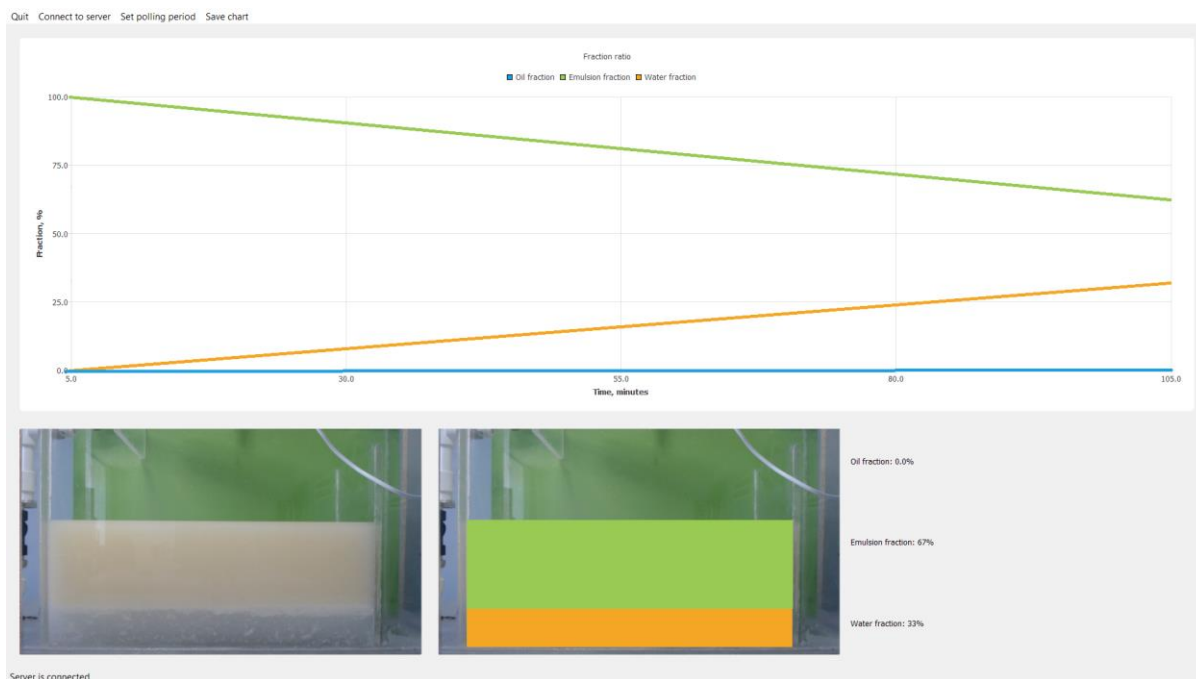 Quit Connect to server Set polling period Save chart
Fraction ratio
Oil fraction Emulsion fraction Water fraction
100.0
75.0
50.0
25.0
0.0
Fraction, %
5.0 30.0 55.0 80.0 105.0
Time, minutes
Oil fraction: 0.0%
Emulsion fraction: 67%
Water fraction: 33%
Server is connected